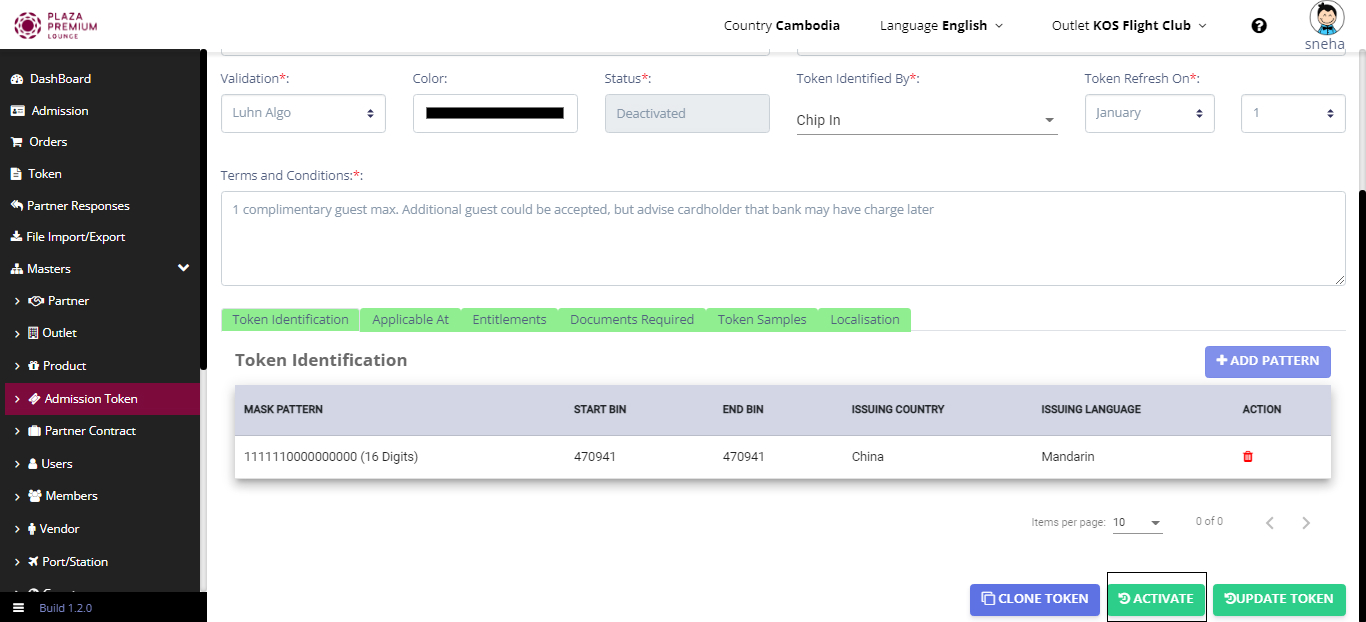 PLAZA
PREMIUM
LOUNGE
Country Cambodia
Language English
Outlet KOS Flight Club
sneha
DashBoard
Admission
Orders
Token
Partner Responses
File Import/Export
Masters
Partner
Outlet
Product
Admission Token
Partner Contract
Users
Members
Vendor
Port/Station
Build 1.2.0
Validation*:
Color:
Status*:
Token Identified By*:
Token Refresh On*:
Luhn Algo
Deactivated
Chip In
January
1
Terms and Conditions:*:
1 complimentary guest max. Additional guest could be accepted, but advise cardholder that bank may have charge later
Token Identification
Applicable At
Entitlements
Documents Required
Token Samples
Localisation
Token Identification
ADD PATTERN
MASK PATTERN START BIN END BIN ISSUING COUNTRY ISSUING LANGUAGE ACTION
1111110000000000 (16 Digits) 470941 470941 China Mandarin
Items per page: 10 0 of 0
CLONE TOKEN
ACTIVATE
UPDATE TOKEN